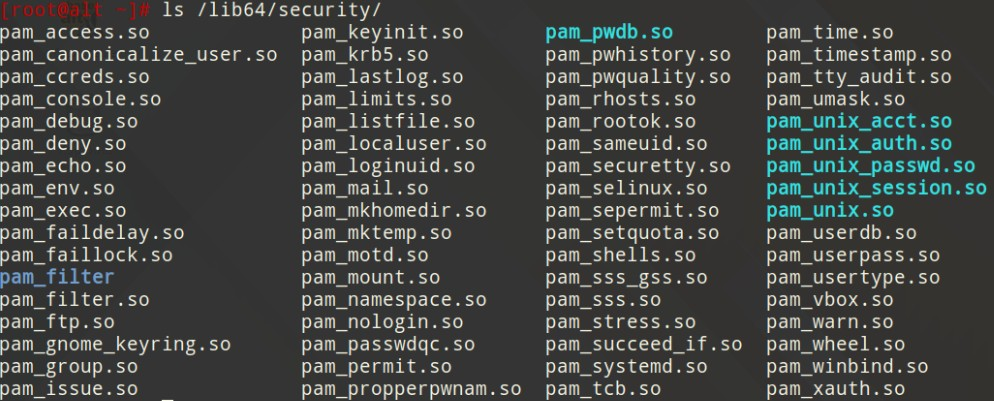 [root@alt ~]# ls /lib64/security/
pam_access.so pam_keyinit.so pam_pwdb.so pam_time.so
pam_canonicalize_user.so pam_krb5.so pam_pwhistory.so pam_timestamp.so
pam_ccreds.so pam_lastlog.so pam_pwquality.so pam_tty_audit.so
pam_console.so pam_limits.so pam_rhosts.so pam_umask.so
pam_debug.so pam_listfile.so pam_rootok.so pam_unix_acct.so
pam_deny.so pam_localuser.so pam_sameuid.so pam_unix_auth.so
pam_echo.so pam_loginuid.so pam_securetty.so pam_unix_passwd.so
pam_env.so pam_mail.so pam_selinux.so pam_unix_session.so
pam_exec.so pam_mkhomedir.so pam_sepermit.so pam_unix.so
pam_faildelay.so pam_mktemp.so pam_setquota.so pam_userdb.so
pam_faillock.so pam_motd.so pam_shells.so pam_userpass.so
pam_filter pam_mount.so pam_sss_gss.so pam_usertype.so
pam_filter.so pam_namespace.so pam_sss.so pam_vbox.so
pam_ftp.so pam_nologin.so pam_stress.so pam_warn.so
pam_gnome_keyring.so pam_passwdqc.so pam_succeed_if.so pam_wheel.so
pam_group.so pam_permit.so pam_systemd.so pam_winbind.so
pam_issue.so pam_propperpwnam.so pam_tcb.so pam_xauth.so